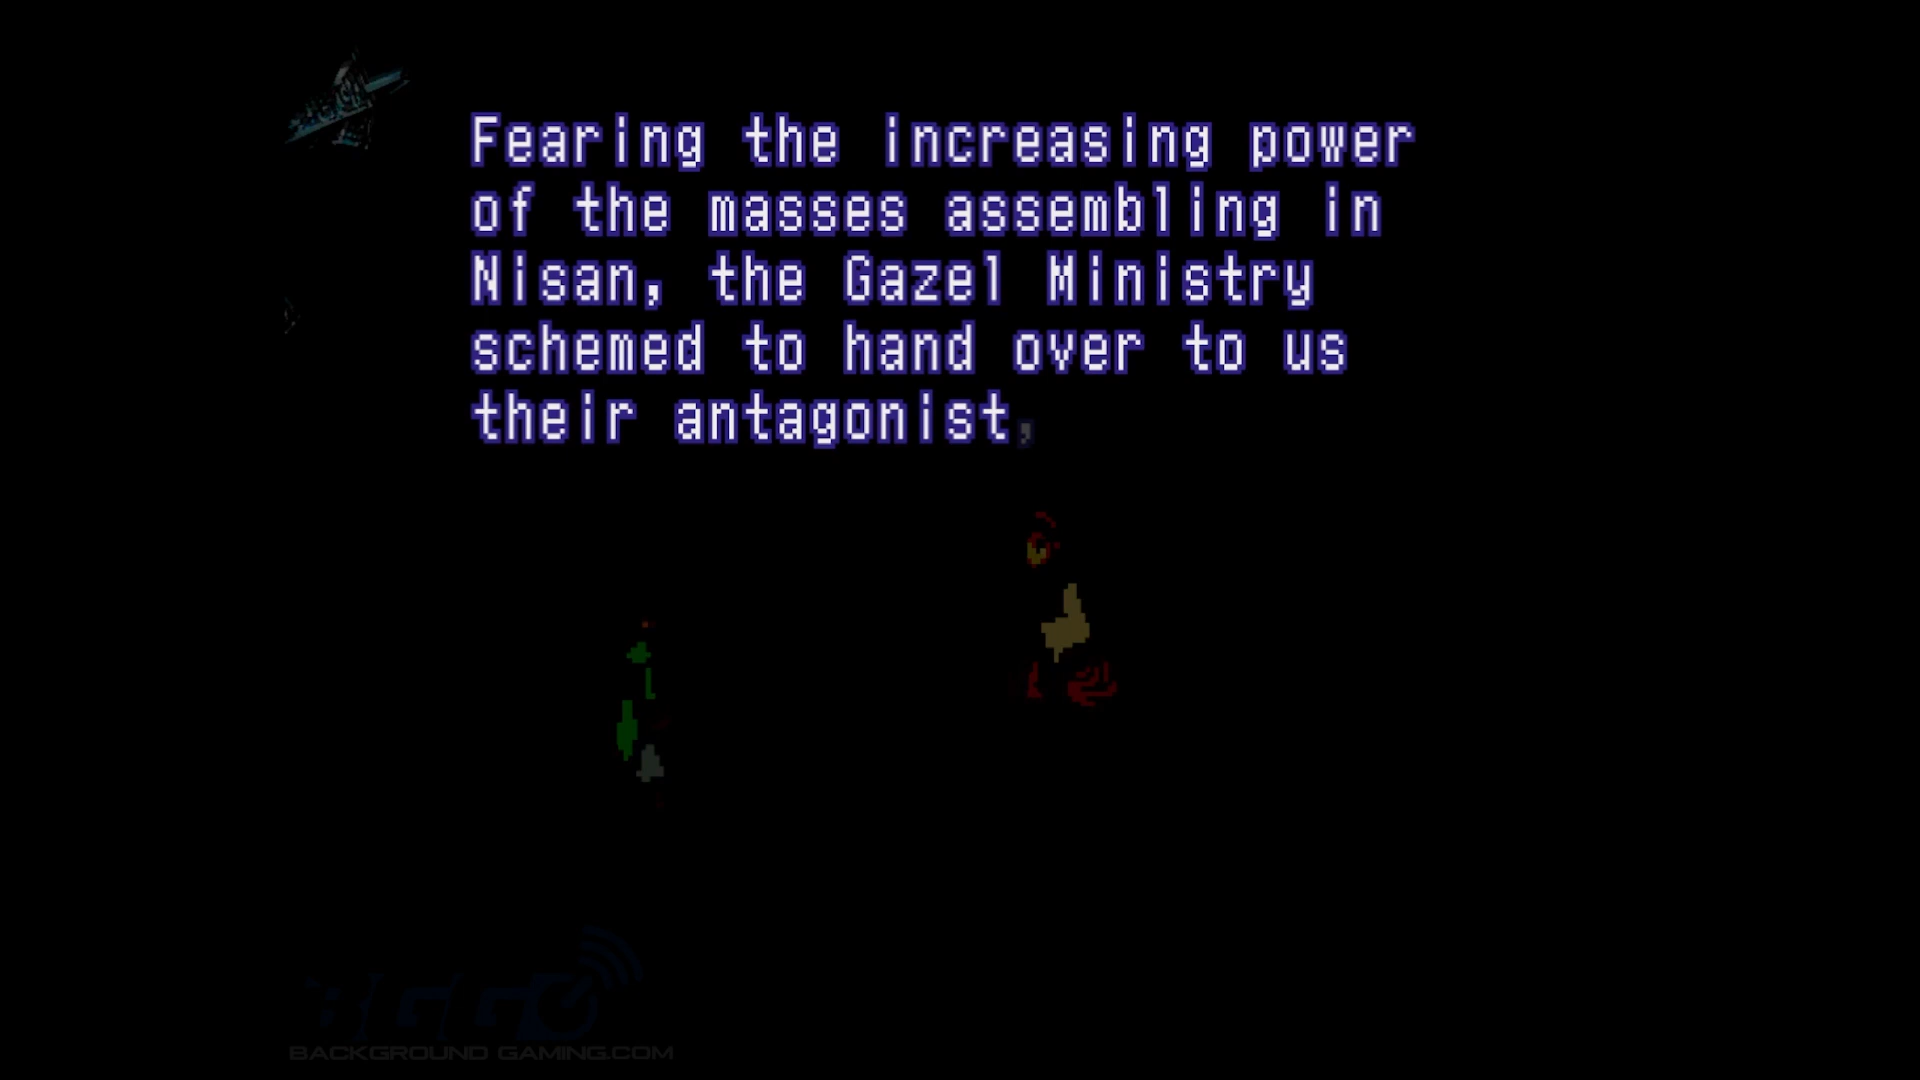 Fearing the increasing power
of the masses assembling in
Nisan, the Gazel Ministry
schemed to hand over to us
their antagonist,
BGGO
BACKGROUND GAMING.COM